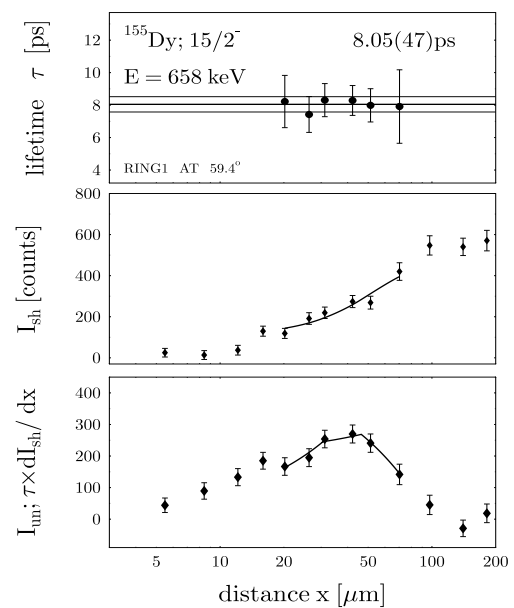 ¹⁵⁵Dy; 15/2⁻ 8.05(47)ps
E = 658 keV
RING1 AT 59.4°
lifetime τ [ps]
12
10
8
6
4
I_sh [counts]
800
600
400
200
0
I_un; τ×dI_sh/ dx
400
300
200
100
0
5 10 20 50 100 200
distance x [μm]